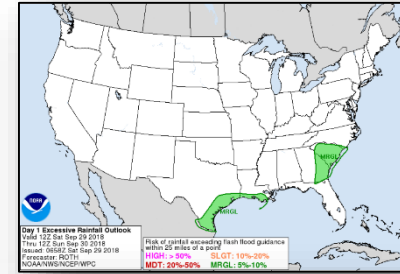 MRGL
MRGL
NOAA
Day 1 Excessive Rainfall Outlook
Valid 12Z Sat Sep 29 2018
Thru 12Z Sun Sep 30 2018
Issued: 0658Z Sat Sep 29 2018
Forecaster: ROTH
NOAA/NWS/NCEP/WPC
Risk of rainfall exceeding flash flood guidance
within 25 miles of a point
HIGH: > 50% SLGT: 10%-20%
MDT: 20%-50% MRGL: 5%-10%